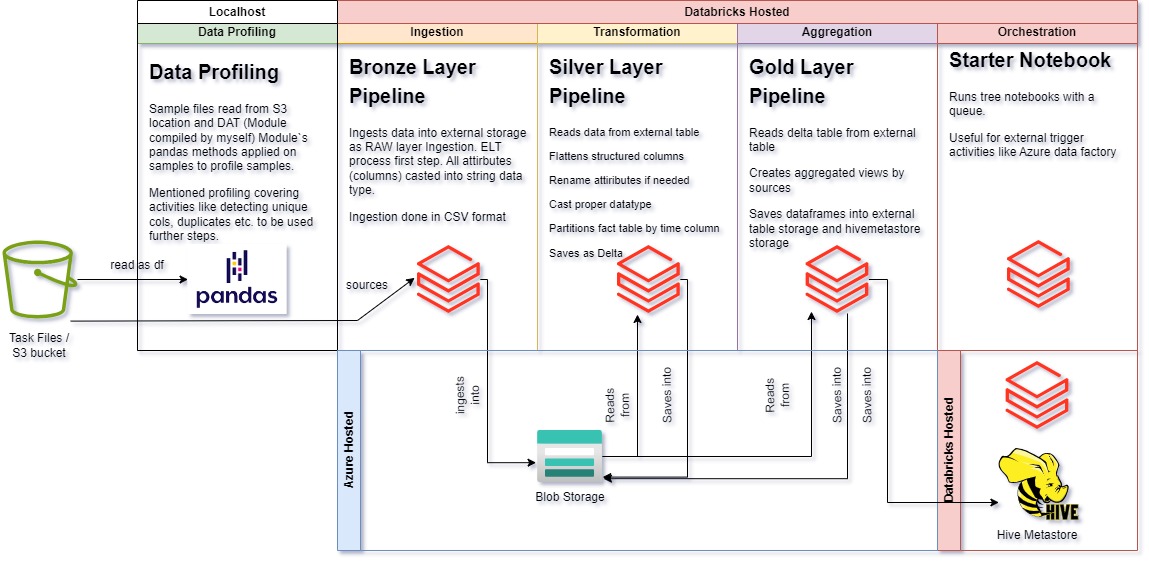 Localhost
Databricks Hosted
Data Profiling
Ingestion
Transformation
Aggregation
Orchestration
Data Profiling
Sample files read from S3
location and DAT (Module
compiled by myself) Module`s
pandas methods applied on
samples to profile samples.
Mentioned profiling covering
activities like detecting unique
cols, duplicates etc. to be used
further steps.
Bronze Layer
Pipeline
Ingests data into external storage
as RAW layer Ingestion. ELT
process first step. All attirbutes
(columns) casted into string data
type.
Ingestion done in CSV format
Silver Layer
Pipeline
Reads data from external table
Flattens structured columns
Rename attirbutes if needed
Cast proper datatype
Partitions fact table by time column
Saves as Delta
Gold Layer
Pipeline
Reads delta table from external
table
Creates aggregated views by
sources
Saves dataframes into external
table storage and hivemetastore
storage
Starter Notebook
Runs tree notebooks with a
queue.
Useful for external trigger
activities like Azure data factory
read as df
pandas
sources
Task Files /
S3 bucket
Azure Hosted
ingests
into
Reads
from
Saves into
Reads
from
Saves into
Saves into
Blob Storage
Databricks Hosted
HIVE
Hive Metastore